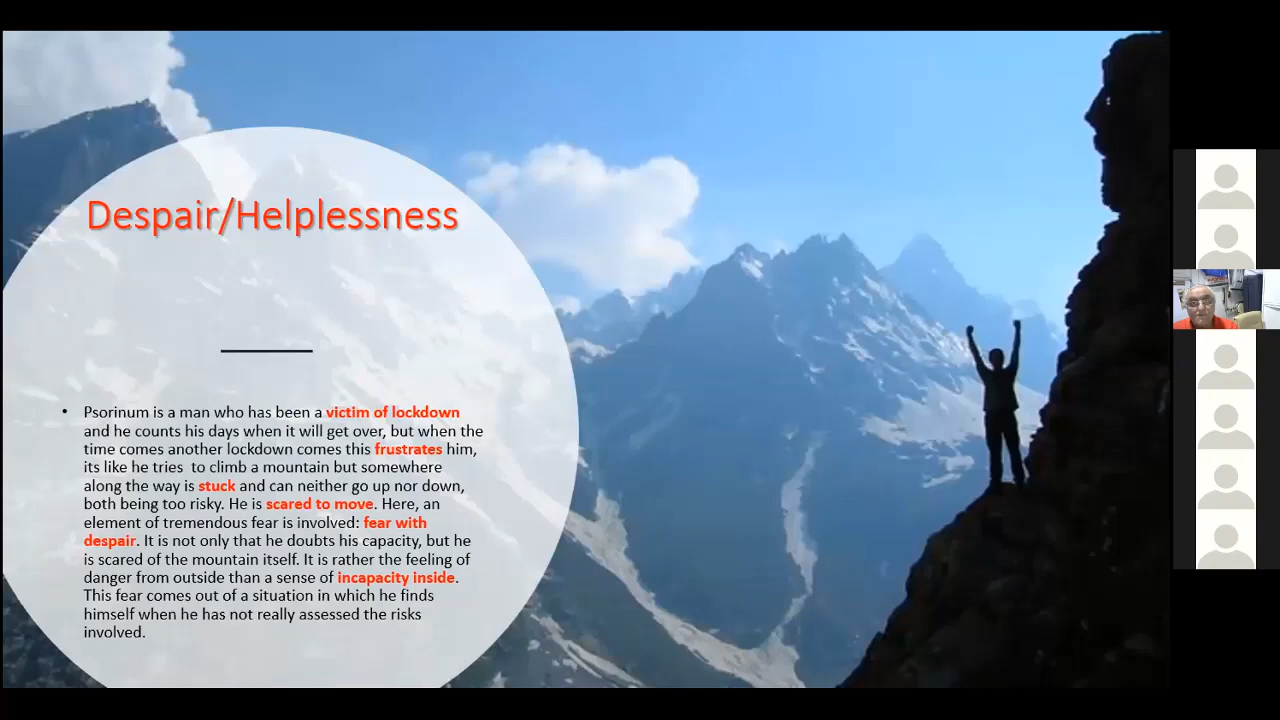 Despair/Helplessness
• Psorinum is a man who has been a victim of lockdown
and he counts his days when it will get over, but when the
time comes another lockdown comes this frustrates him,
its like he tries to climb a mountain but somewhere
along the way is stuck and can neither go up nor down,
both being too risky. He is scared to move. Here, an
element of tremendous fear is involved: fear with
despair. It is not only that he doubts his capacity, but he
is scared of the mountain itself. It is rather the feeling of
danger from outside than a sense of incapacity inside.
This fear comes out of a situation in which he finds
himself when he has not really assessed the risks
involved.